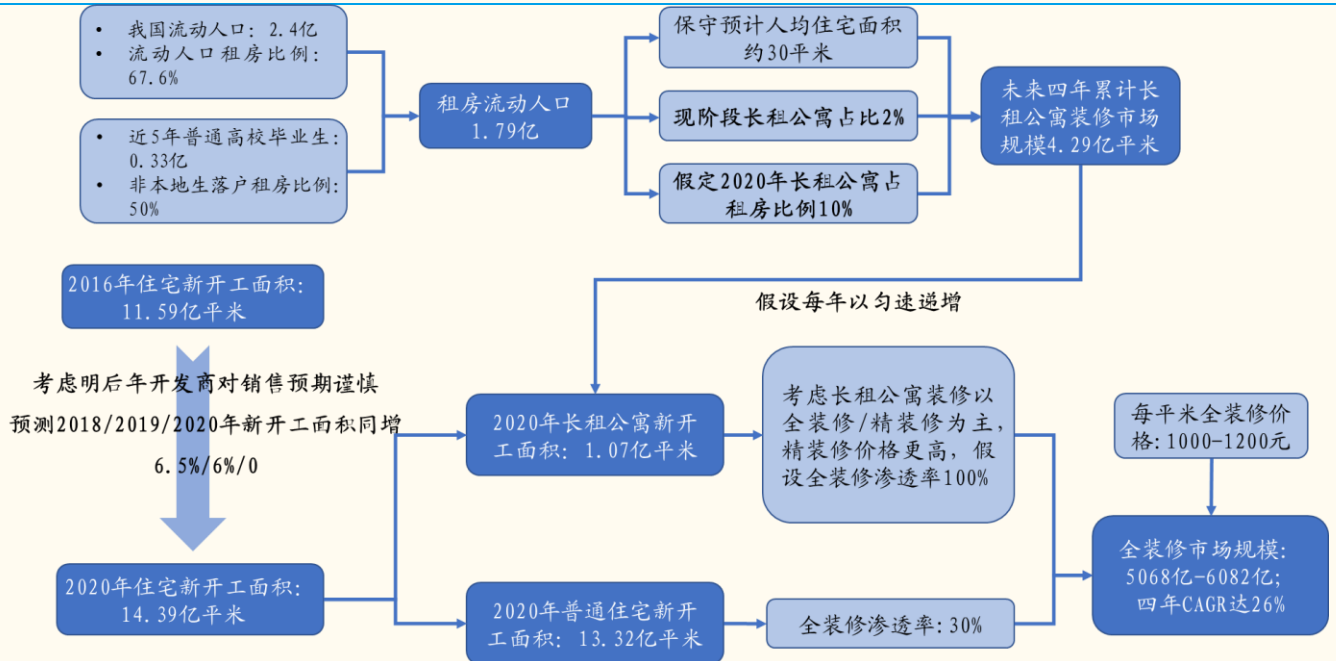 • 我国流动人口: 2.4亿
• 流动人口租房比例:
67.6%
• 近5年普通高校毕业生:
0.33亿
• 非本地生落户租房比例:
50%
租房流动人口
1.79亿
保守预计人均住宅面积
约30平米
现阶段长租公寓占比2%
假定2020年长租公寓占
租房比例10%
未来四年累计长
租公寓装修市场
规模4.29亿平米
2016年住宅新开工面积:
11.59亿平米
假设每年以匀速递增
考虑明后年开发商对销售预期谨慎
预测2018/2019/2020年新开工面积同增
6.5%/6%/0
2020年长租公寓新开
工面积: 1.07亿平米
考虑长租公寓装修以
全装修/精装修为主,
精装修价格更高, 假
设全装修渗透率100%
每平米全装修价
格:1000-1200元
2020年住宅新开工面积:
14.39亿平米
2020年普通住宅新开
工面积: 13.32亿平米
全装修渗透率:30%
全装修市场规模:
5068亿-6082亿;
四年CAGR达26%